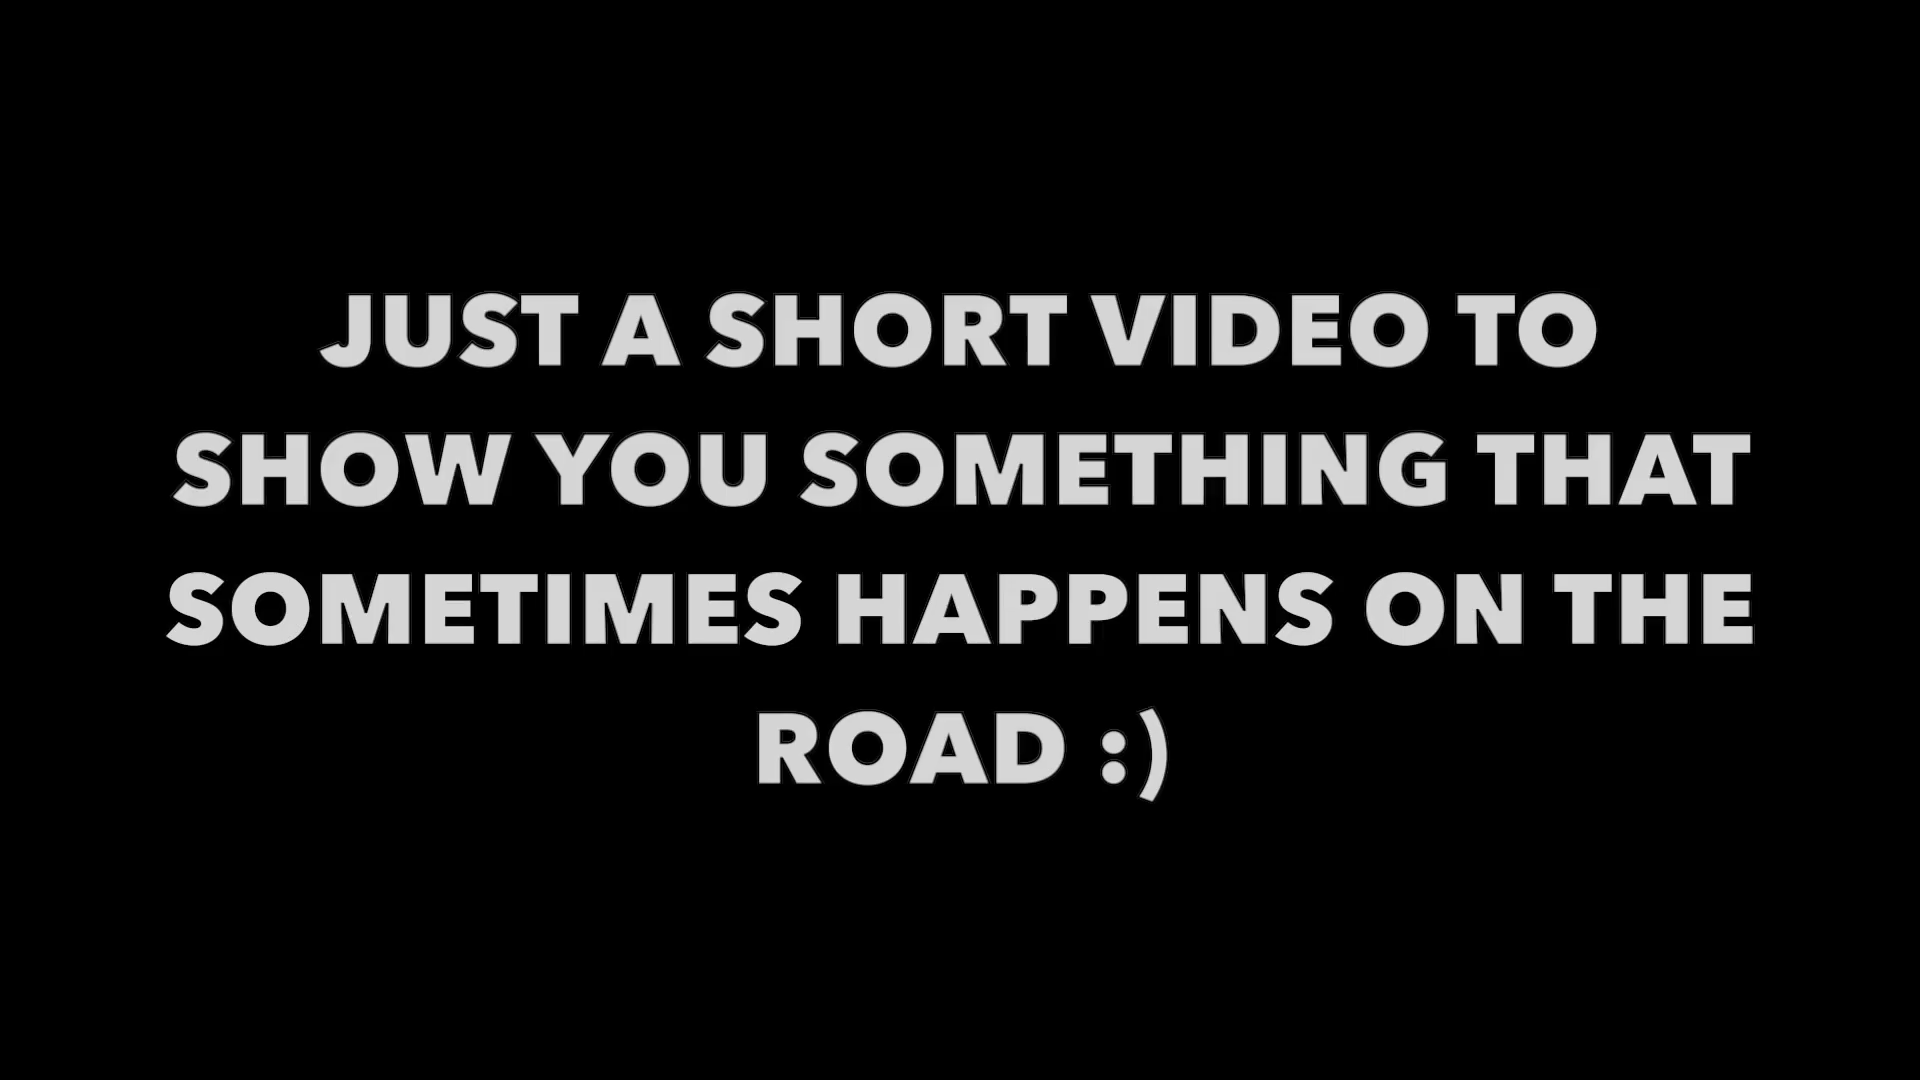 JUST A SHORT VIDEO TO
SHOW YOU SOMETHING THAT
SOMETIMES HAPPENS ON THE
ROAD :)